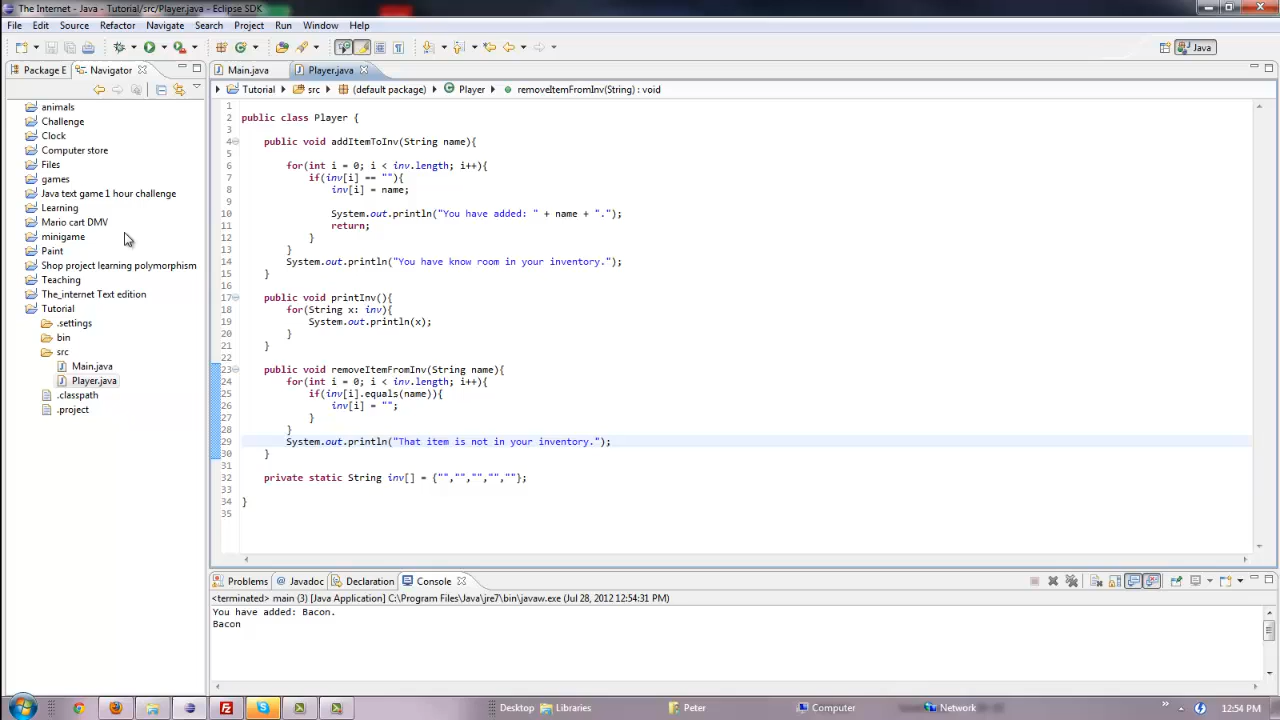 The Internet - Java - Tutorial/src/Player.java - Eclipse SDK
File Edit Source Refactor Navigate Search Project Run Window Help
Java
Package E Navigator Main.java Player.java
Tutorial src (default package) Player removeItemFromInv(String) : void
animals
Challenge
Clock
Computer store
Files
games
Java text game 1 hour challenge
Learning
Mario cart DMV
minigame
Paint
Shop project learning polymorphism
Teaching
The_internet Text edition
Tutorial
.settings
bin
src
Main.java
Player.java
.classpath
.project
1
2 public class Player {
3
4 public void addItemToInv(String name){
5
6 for(int i = 0; i < inv.length; i++){
7 if(inv[i] == ""){
8 inv[i] = name;
9
10 System.out.println("You have added: " + name + ".");
11 return;
12 }
13 }
14 System.out.println("You have know room in your inventory.");
15 }
16
17 public void printInv(){
18 for(String x: inv){
19 System.out.println(x);
20 }
21 }
22
23 public void removeItemFromInv(String name){
24 for(int i = 0; i < inv.length; i++){
25 if(inv[i].equals(name)){
26 inv[i] = "";
27 }
28 }
29 System.out.println("That item is not in your inventory.");
30 }
31
32 private static String inv[] = {"","","","",""};
33
34 }
35
Problems Javadoc Declaration Console
<terminated> main (3) [Java Application] C:\Program Files\Java\jre7\bin\javaw.exe (Jul 28, 2012 12:54:31 PM)
You have added: Bacon.
Bacon
Desktop Libraries Peter Computer Network 12:54 PM